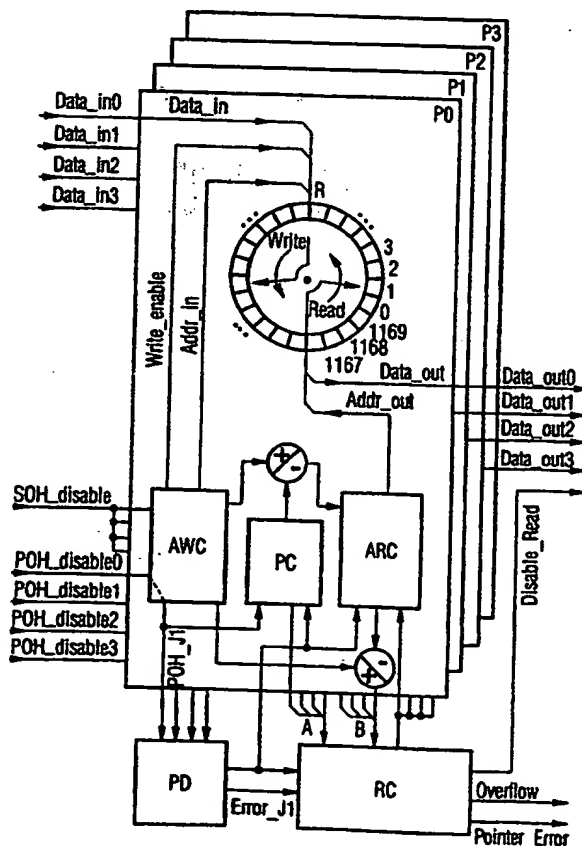 P3
P2
P1
P0
Data_in0
Data_in
Data_in1
Data_in2
Data_in3
R
Write
Read
3
2
1
0
1169
1168
1167
Write_enable
Addr_in
Data_out
Data_out0
Addr_out
Data_out1
Data_out2
Data_out3
+
-
SOH_disable
AWC
PC
ARC
Disable_Read
POH_disable0
POH_disable1
POH_disable2
POH_disable3
POH_J1
-
+
A
B
PD
RC
Error_J1
Overflow
Pointer_Error